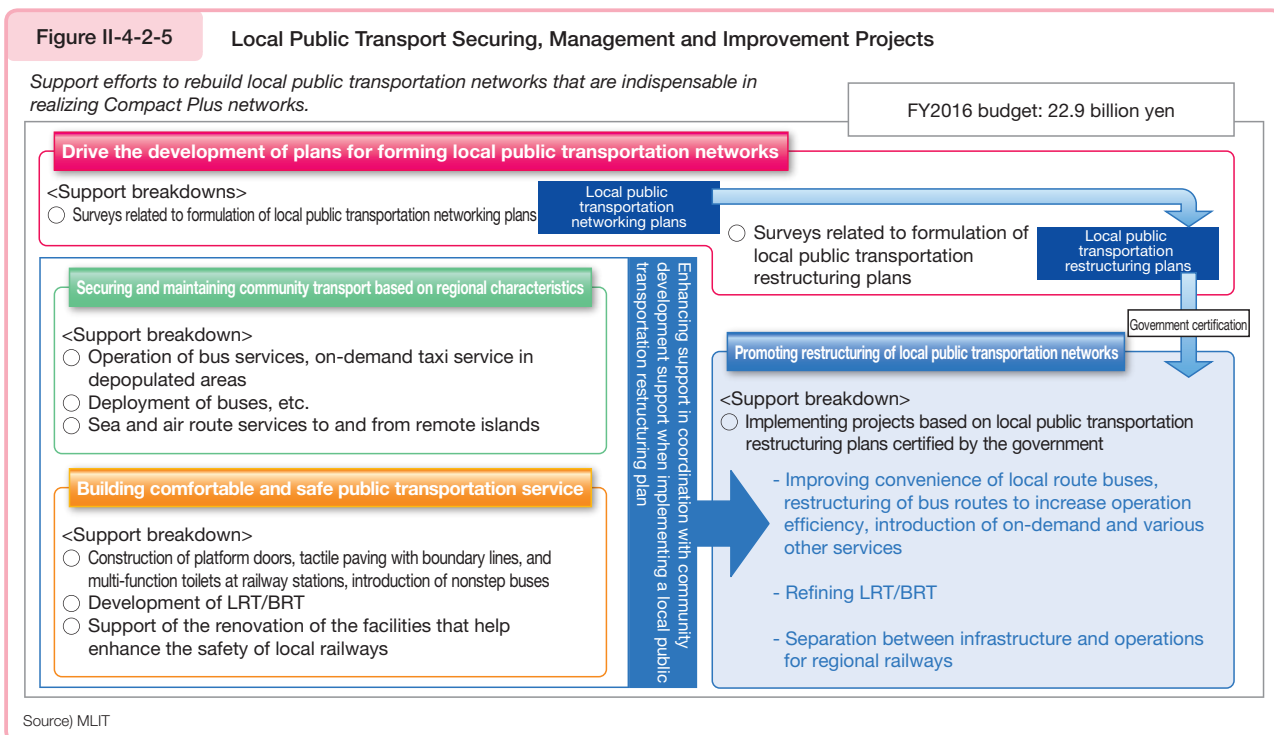 Figure II-4-2-5
Local Public Transport Securing, Management and Improvement Projects
Support efforts to rebuild local public transportation networks that are indispensable in
realizing Compact Plus networks.
FY2016 budget: 22.9 billion yen
Drive the development of plans for forming local public transportation networks
<Support breakdowns>
○ Surveys related to formulation of local public transportation networking plans
Local public
transportation
networking plans
○ Surveys related to formulation of
local public transportation
restructuring plans
Local public
transportation
restructuring plans
Government certification
Securing and maintaining community transport based on regional characteristics
<Support breakdown>
○ Operation of bus services, on-demand taxi service in
depopulated areas
○ Deployment of buses, etc.
○ Sea and air route services to and from remote islands
Building comfortable and safe public transportation service
<Support breakdown>
○ Construction of platform doors, tactile paving with boundary lines, and
multi-function toilets at railway stations, introduction of nonstep buses
○ Development of LRT/BRT
○ Support of the renovation of the facilities that help
enhance the safety of local railways
Enhancing support in coordination with community
development support when implementing a local public
transportation restructuring plan
Promoting restructuring of local public transportation networks
<Support breakdown>
○ Implementing projects based on local public transportation
restructuring plans certified by the government
- Improving convenience of local route buses,
restructuring of bus routes to increase operation
efficiency, introduction of on-demand and various
other services
- Refining LRT/BRT
- Separation between infrastructure and operations
for regional railways
Source) MLIT